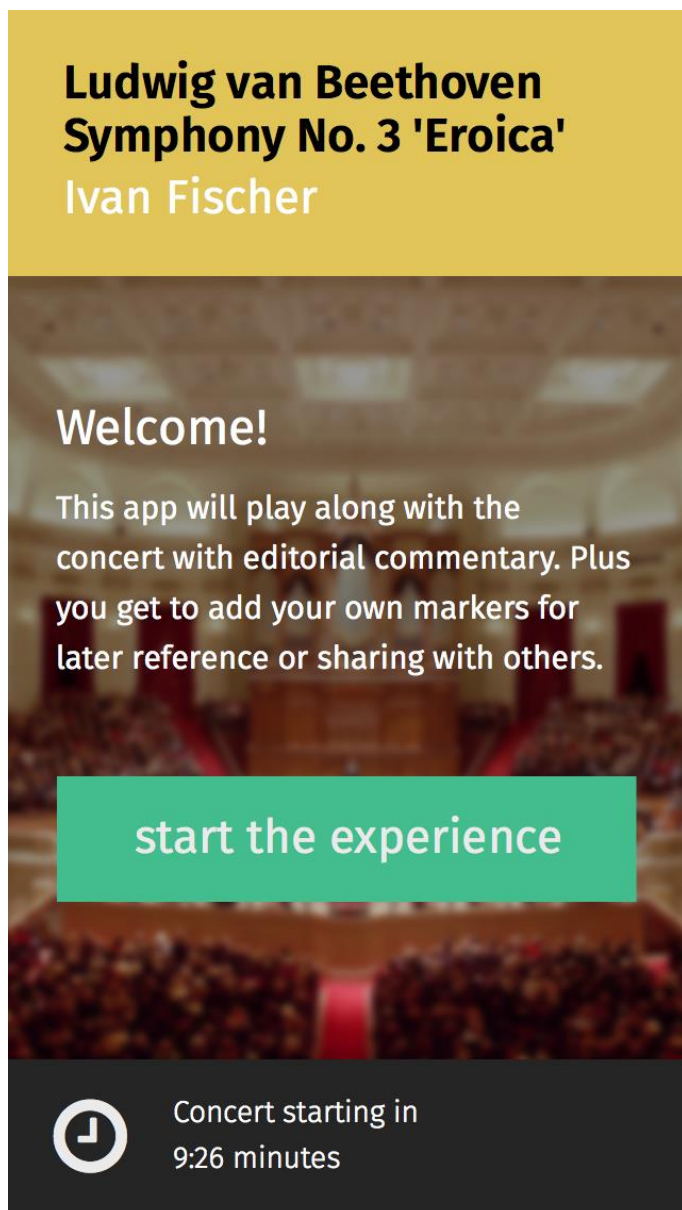 Ludwig van Beethoven
Symphony No. 3 'Eroica'
Ivan Fischer
Welcome!
This app will play along with the
concert with editorial commentary. Plus
you get to add your own markers for
later reference or sharing with others.
start the experience
Concert starting in
9:26 minutes